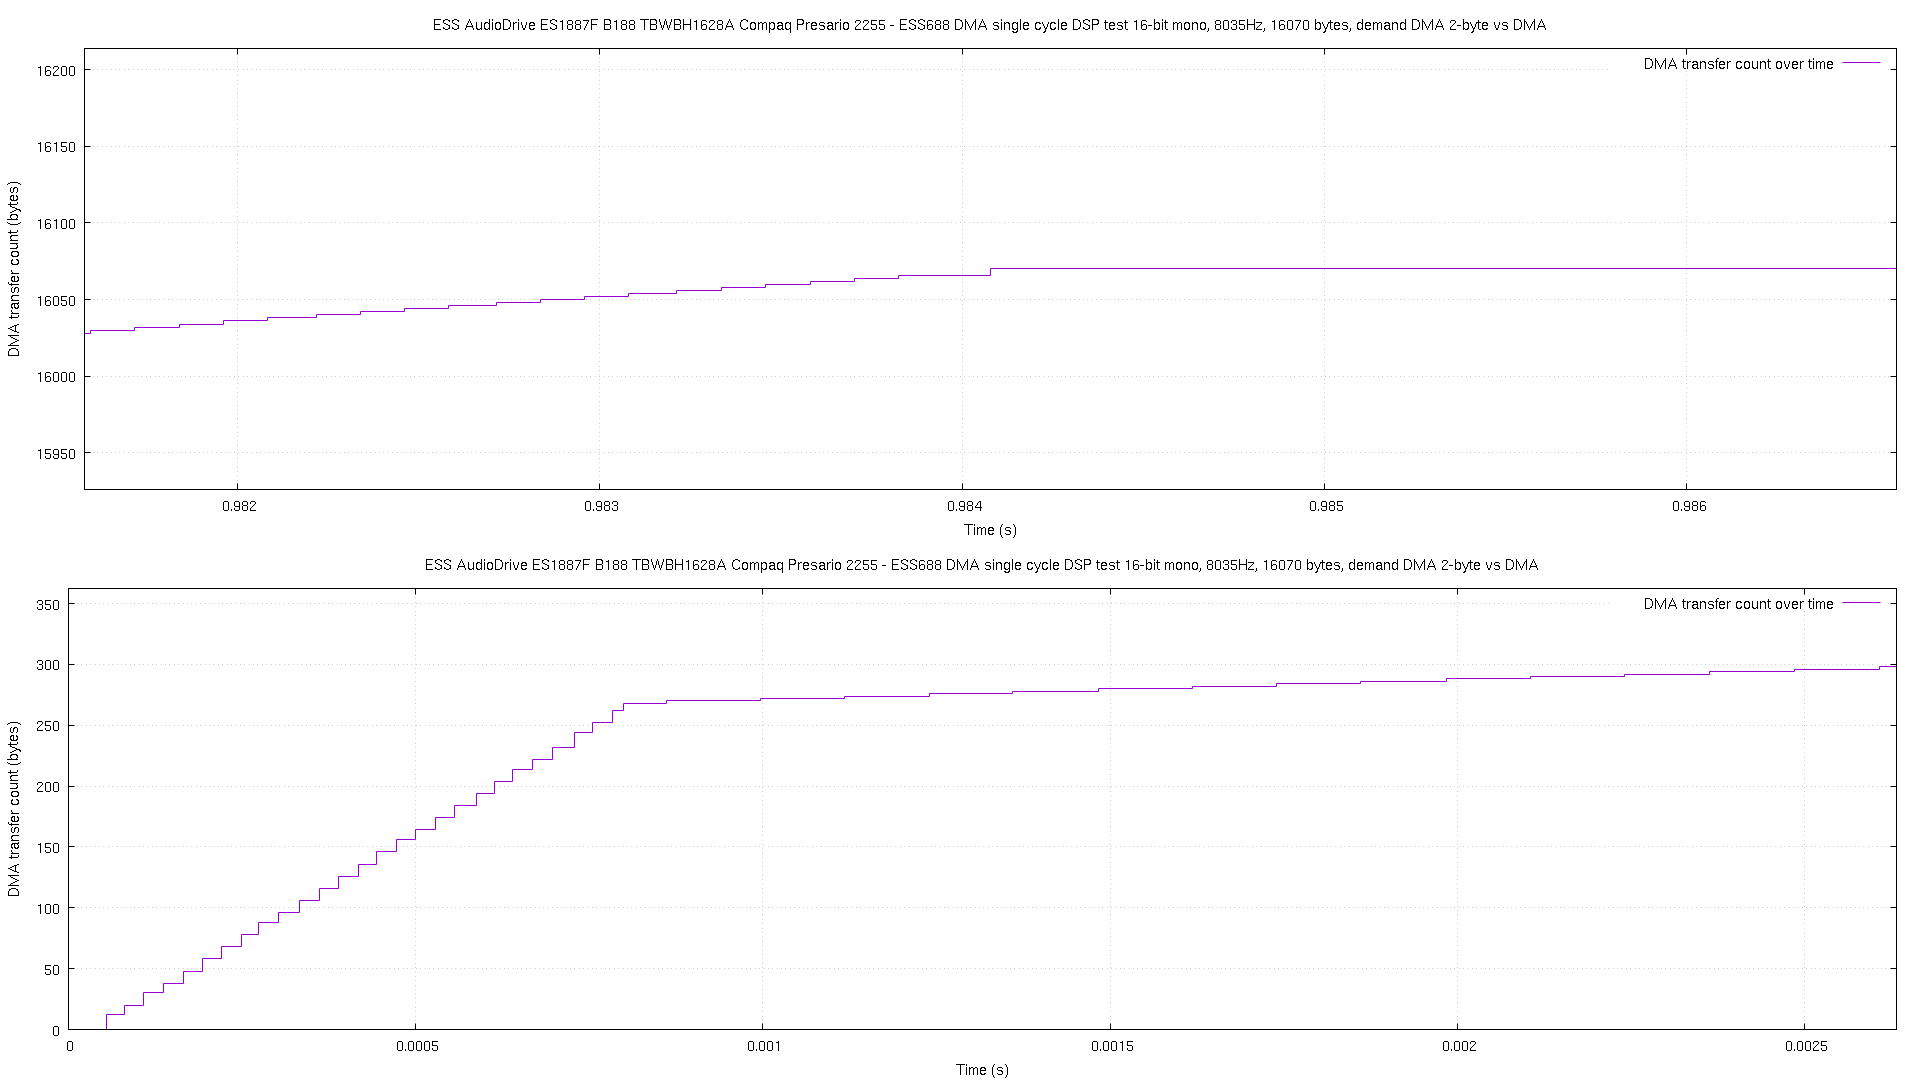 ESS AudioDrive ES1887F B188 TBWBH1628A Compaq Presario 2255 - ESS688 DMA single cycle DSP test 16-bit mono, 8035Hz, 16070 bytes, demand DMA 2-byte vs DMA
DMA transfer count over time
16200
16150
16100
16050
16000
15950
DMA transfer count (bytes)
0.982 0.983 0.984 0.985 0.986
Time (s)
ESS AudioDrive ES1887F B188 TBWBH1628A Compaq Presario 2255 - ESS688 DMA single cycle DSP test 16-bit mono, 8035Hz, 16070 bytes, demand DMA 2-byte vs DMA
DMA transfer count over time
350
300
250
200
150
100
50
0
DMA transfer count (bytes)
0 0.0005 0.001 0.0015 0.002 0.0025
Time (s)